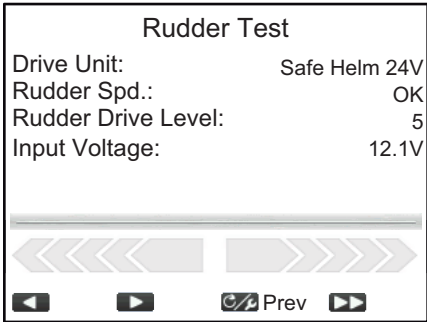 Rudder Test
Drive Unit: Safe Helm 24V
Rudder Spd.: OK
Rudder Drive Level: 5
Input Voltage: 12.1V
Prev